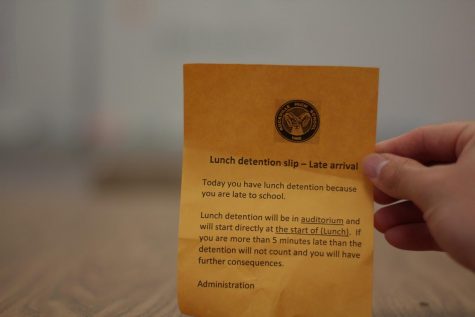 HIGH SCHOOL
Lunch detention slip – Late arrival
Today you have lunch detention because
you are late to school.
Lunch detention will be in auditorium and
will start directly at the start of (Lunch). If
you are more than 5 minutes late than the
detention will not count and you will have
further consequences.
Administration